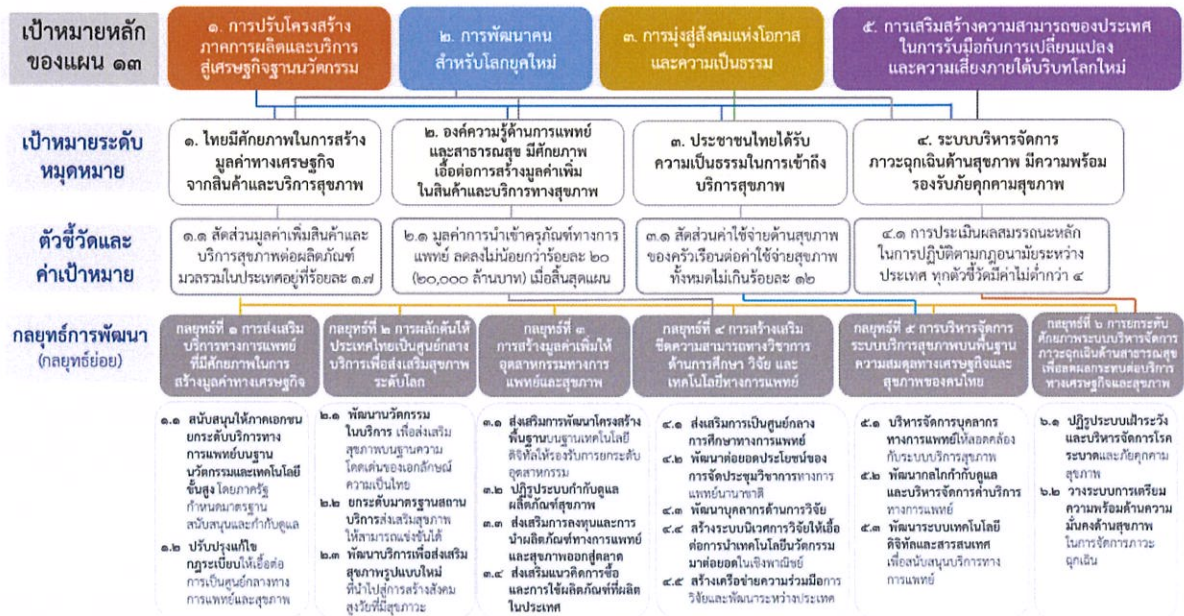 เป้าหมายหลัก
ของแผน ๑๓
๑. การปรับโครงสร้าง
ภาคการผลิตและบริการ
สู่เศรษฐกิจฐานนวัตกรรม
๒. การพัฒนาคน
สำหรับโลกยุคใหม่
๓. การมุ่งสู่สังคมแห่งโอกาส
และความเป็นธรรม
๕. การเสริมสร้างความสามารถของประเทศ
ในการรับมือกับการเปลี่ยนแปลง
และความเสี่ยงภายใต้บริบทโลกใหม่
เป้าหมายระดับ
หมุดหมาย
๑. ไทยมีศักยภาพในการสร้าง
มูลค่าทางเศรษฐกิจ
จากสินค้าและบริการสุขภาพ
๒. องค์ความรู้ด้านการแพทย์
และสาธารณสุข มีศักยภาพ
เอื้อต่อการสร้างมูลค่าเพิ่ม
ในสินค้าและบริการทางสุขภาพ
๓. ประชาชนไทยได้รับ
ความเป็นธรรมในการเข้าถึง
บริการสุขภาพ
๔. ระบบบริหารจัดการ
ภาวะฉุกเฉินด้านสุขภาพ มีความพร้อม
รองรับภัยคุกคามสุขภาพ
ตัวชี้วัดและ
ค่าเป้าหมาย
๑.๑ สัดส่วนมูลค่าเพิ่มสินค้าและ
บริการสุขภาพต่อผลิตภัณฑ์
มวลรวมในประเทศอยู่ที่ร้อยละ ๑.๗
๒.๑ มูลค่าการนำเข้าครุภัณฑ์ทางการ
แพทย์ ลดลงไม่น้อยกว่าร้อยละ ๒๐
(๒๐,๐๐๐ ล้านบาท) เมื่อสิ้นสุดแผน
๓.๑ สัดส่วนค่าใช้จ่ายด้านสุขภาพ
ของครัวเรือนต่อค่าใช้จ่ายสุขภาพ
ทั้งหมดไม่เกินร้อยละ ๑๒
๔.๑ การประเมินผลสมรรถนะหลัก
ในการปฏิบัติตามกฎอนามัยระหว่าง
ประเทศ ทุกตัวชี้วัดมีค่าไม่ต่ำกว่า ๔
กลยุทธ์การพัฒนา
(กลยุทธ์ย่อย)
กลยุทธ์ที่ ๑ การส่งเสริม
บริการทางการแพทย์
ที่มีศักยภาพในการ
สร้างมูลค่าทางเศรษฐกิจ
กลยุทธ์ที่ ๒ การผลักดันให้
ประเทศไทยเป็นศูนย์กลาง
บริการเพื่อส่งเสริมสุขภาพ
ระดับโลก
กลยุทธ์ที่ ๓
การสร้างมูลค่าเพิ่มให้
อุตสาหกรรมทางการ
แพทย์และสุขภาพ
กลยุทธ์ที่ ๔ การสร้างเสริม
ขีดความสามารถทางวิชาการ
ด้านการศึกษา วิจัย และ
เทคโนโลยีทางการแพทย์
กลยุทธ์ที่ ๕ การบริหารจัดการ
ระบบบริการสุขภาพบนพื้นฐาน
ความสมดุลทางเศรษฐกิจและ
สุขภาพของคนไทย
กลยุทธ์ที่ ๖ การยกระดับ
ศักยภาพระบบบริหารจัดการ
ภาวะฉุกเฉินด้านสาธารณสุข
เพื่อลดผลกระทบต่อบริการ
ทางเศรษฐกิจและสุขภาพ
๑.๑ สนับสนุนให้ภาคเอกชน
ยกระดับบริการทาง
การแพทย์บนฐาน
นวัตกรรมและเทคโนโลยี
ขั้นสูง โดยภาครัฐ
กำหนดมาตรฐาน
สนับสนุนและกำกับดูแล
๑.๒ ปรับปรุงแก้ไข
กฎระเบียบให้เอื้อต่อ
การเป็นศูนย์กลางทาง
การแพทย์และสุขภาพ
๒.๑ พัฒนานวัตกรรม
ในบริการ เพื่อส่งเสริม
สุขภาพบนฐานความ
โดดเด่นของเอกลักษณ์
ความเป็นไทย
๒.๒ ยกระดับมาตรฐานสถาน
บริการส่งเสริมสุขภาพ
ให้สามารถแข่งขันได้
๒.๓ พัฒนาบริการเพื่อส่งเสริม
สุขภาพรูปแบบใหม่
ที่นำไปสู่การสร้างสังคม
สูงวัยที่มีสุขภาวะ
๓.๑ ส่งเสริมการพัฒนาโครงสร้าง
พื้นฐานบนฐานเทคโนโลยี
ดิจิทัลให้รองรับการยกระดับ
อุตสาหกรรม
๓.๒ ปฏิรูประบบกำกับดูแล
ผลิตภัณฑ์สุขภาพ
๓.๓ ส่งเสริมการลงทุนและการ
นำผลิตภัณฑ์ทางการแพทย์
และสุขภาพออกสู่ตลาด
๓.๔ ส่งเสริมแนวคิดการซื้อ
และการใช้ผลิตภัณฑ์ที่ผลิต
ในประเทศ
๔.๑ ส่งเสริมการเป็นศูนย์กลาง
การศึกษาทางการแพทย์
๔.๒ พัฒนาต่อยอดประโยชน์ของ
การจัดประชุมวิชาการทางการ
แพทย์นานาชาติ
๔.๓ พัฒนาบุคลากรด้านการวิจัย
๔.๔ สร้างระบบนิเวศการวิจัยให้เอื้อ
ต่อการนำเทคโนโลยีนวัตกรรม
มาต่อยอดในเชิงพาณิชย์
๔.๕ สร้างเครือข่ายความร่วมมือการ
วิจัยและพัฒนาระหว่างประเทศ
๕.๑ บริหารจัดการบุคลากร
ทางการแพทย์ให้สอดคล้อง
กับระบบบริการสุขภาพ
๕.๒ พัฒนากลไกกำกับดูแล
และบริหารจัดการค่าบริการ
ทางการแพทย์
๕.๓ พัฒนาระบบเทคโนโลยี
ดิจิทัลและสารสนเทศ
เพื่อสนับสนุนบริการทาง
การแพทย์
๖.๑ ปฏิรูประบบเฝ้าระวัง
และบริหารจัดการโรค
ระบาดและภัยคุกคาม
สุขภาพ
๖.๒ วางระบบการเตรียม
ความพร้อมด้านความ
มั่นคงด้านสุขภาพ
ในการจัดการภาวะ
ฉุกเฉิน